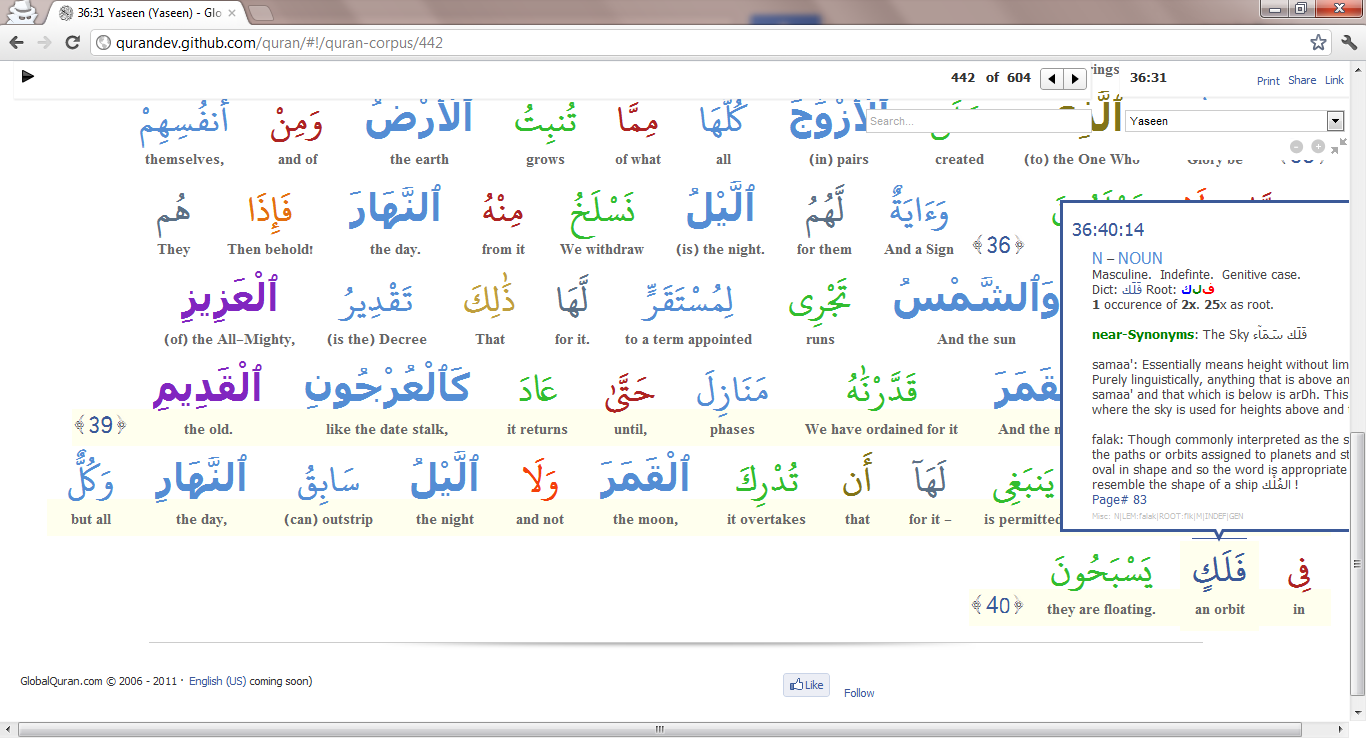 36:31 Yaseen (Yaseen) - Glo
qurandev.github.com/quran/#!/quran-corpus/442
442 of 604 rings 36:31 Print Share Link
Search... Yaseen
ٱلْأَزْوَٰجَ كُلَّهَا مِمَّا تُنۢبِتُ ٱلْأَرْضُ وَمِنْ أَنفُسِهِمْ
Glory be (to) the One Who created (in) pairs all of what grows the earth and of themselves,
﴿36﴾ وَءَايَةٌ لَّهُمُ ٱلَّيْلُ نَسْلَخُ مِنْهُ ٱلنَّهَارَ فَإِذَا هُم
And a Sign for them (is) the night. We withdraw from it the day. Then behold! They
وَٱلشَّمْسُ تَجْرِى لِمُسْتَقَرٍّ لَّهَا ذَٰلِكَ تَقْدِيرُ ٱلْعَزِيزِ
And the sun runs to a term appointed for it. That (is the) Decree (of) the All-Mighty,
قَدَّرْنَٰهُ مَنَازِلَ حَتَّىٰ عَادَ كَٱلْعُرْجُونِ ٱلْقَدِيمِ ﴿39﴾
And the We have ordained for it phases until, it returns like the date stalk, the old.
يَنۢبَغِى لَهَآ أَن تُدْرِكَ ٱلْقَمَرَ وَلَا ٱلَّيْلُ سَابِقُ ٱلنَّهَارِ وَكُلٌّ
is permitted for it – that it overtakes the moon, and not the night (can) outstrip the day, but all
فِى فَلَكٍ يَسْبَحُونَ ﴿40﴾
in an orbit they are floating.
36:40:14
N – NOUN
Masculine. Indefinte. Genitive case.
Dict: فَلَك Root: فلك
1 occurence of 2x. 25x as root.
near-Synonyms: The Sky فَلَك سَمَاء
samaa': Essentially means height without lim
Purely linguistically, anything that is above an
samaa' and that which is below is arDh. This
where the sky is used for heights above and
falak: Though commonly interpreted as the s
the paths or orbits assigned to planets and st
oval in shape and so the word is appropriate
resemble the shape of a ship الفُلْك !
Page# 83
Misc: N|LEM:falak|ROOT:flk|M|INDEF|GEN
GlobalQuran.com © 2006 - 2011 · English (US) coming soon)
Like Follow